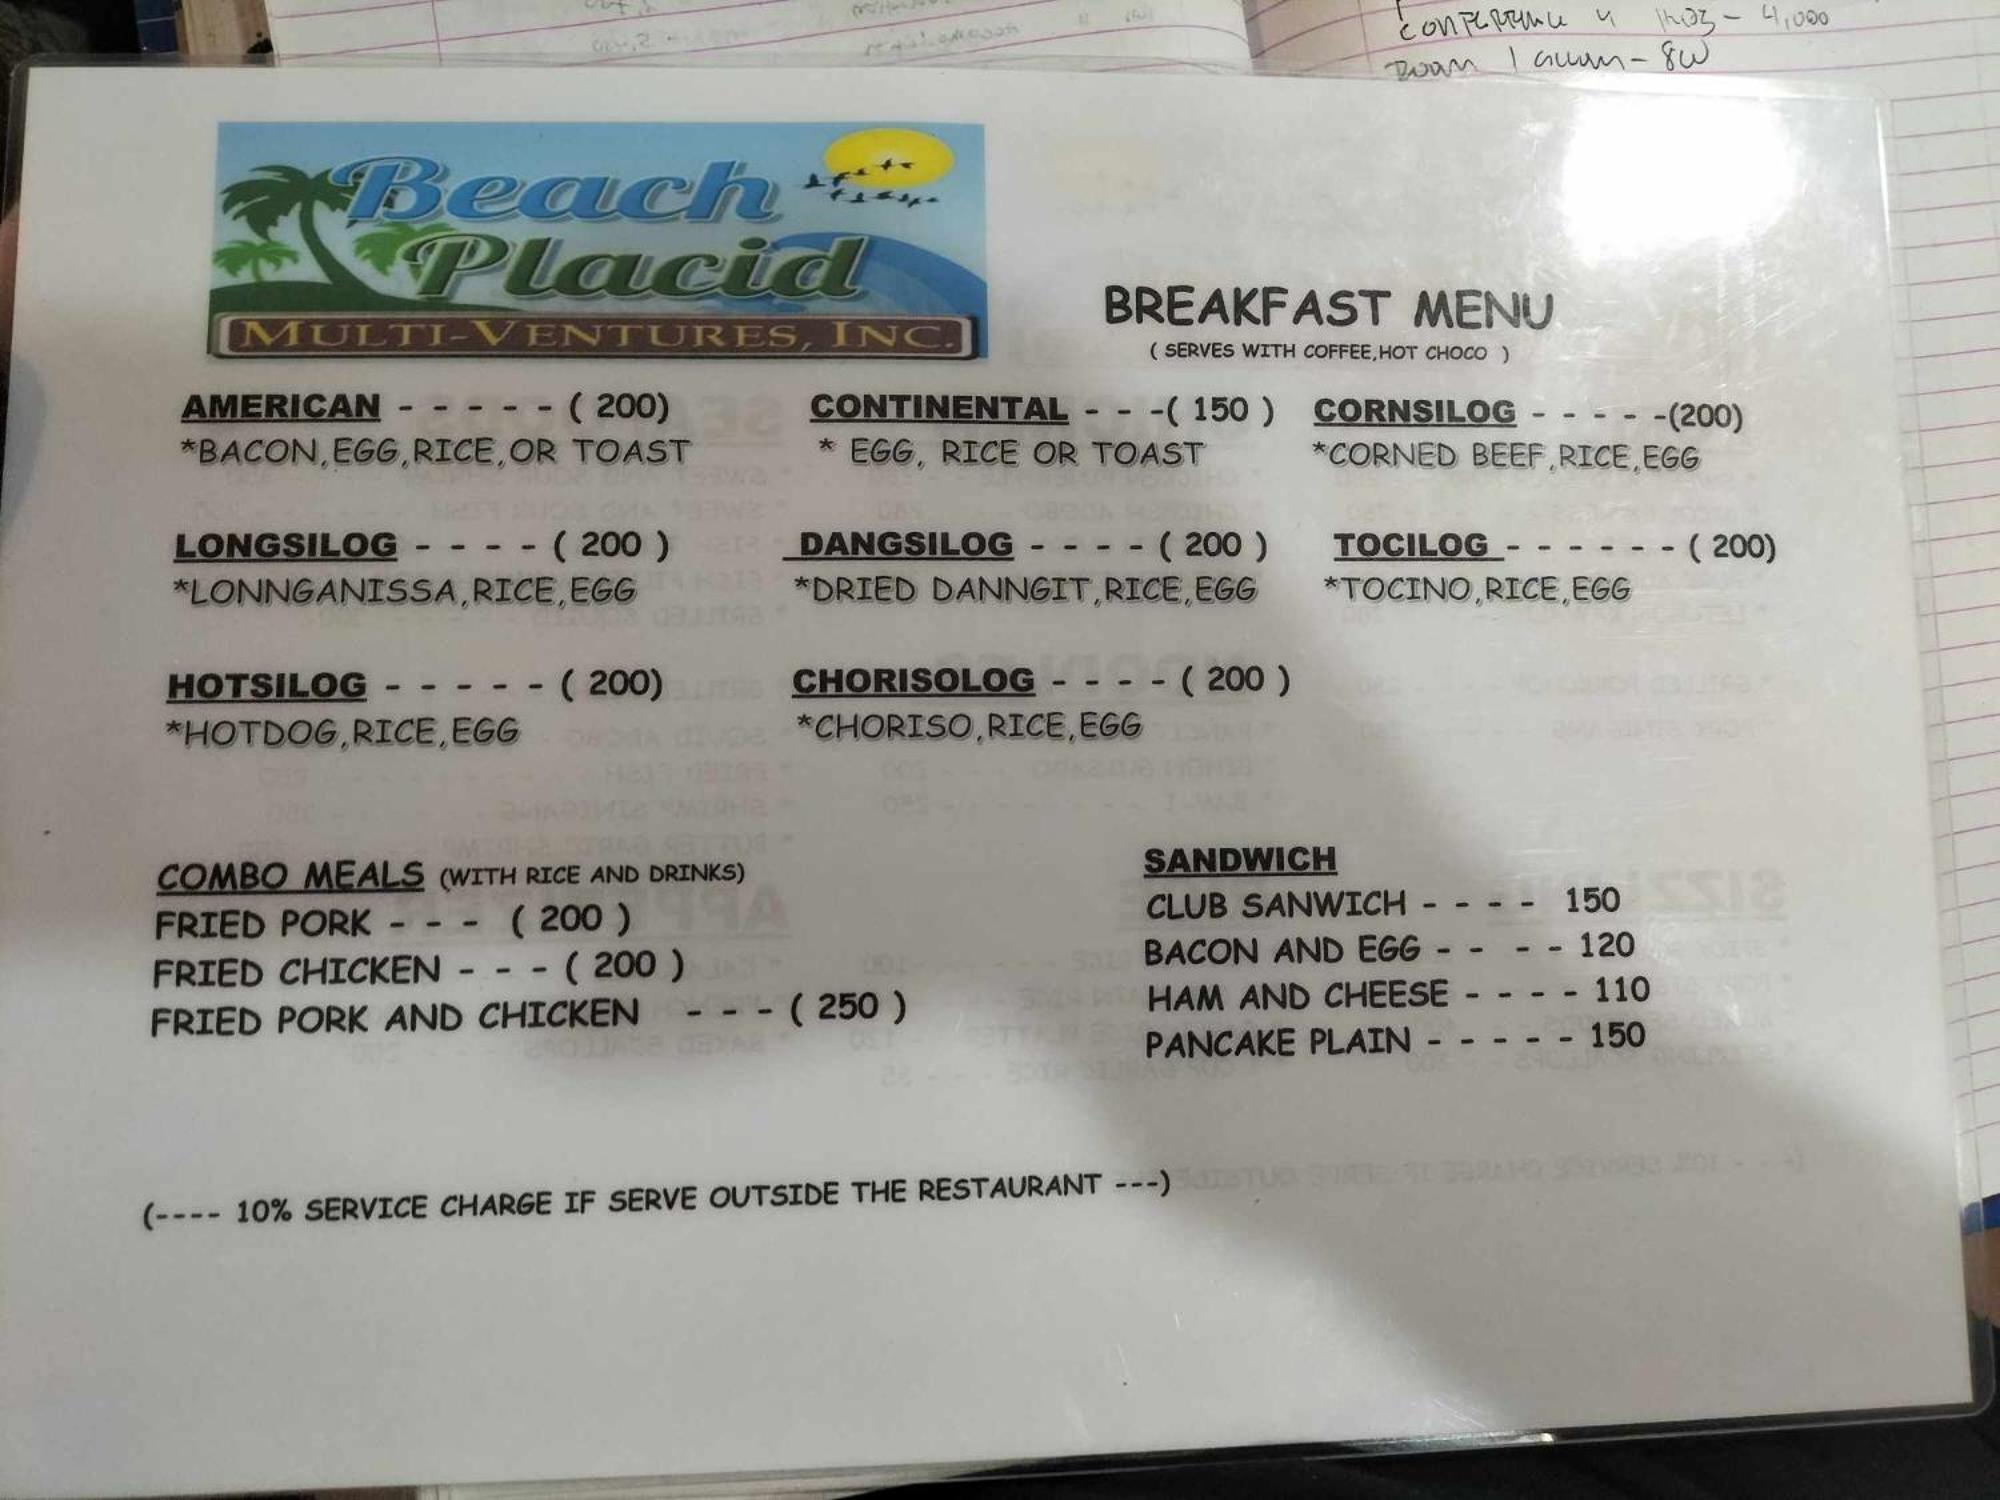 CONFERENCE 4 HRS - 4,000
Beach
Placid
MULTI-VENTURES, INC.
BREAKFAST MENU
( SERVES WITH COFFEE,HOT CHOCO )
AMERICAN - - - - - ( 200)
*BACON,EGG,RICE,OR TOAST
CONTINENTAL - - -( 150 )
* EGG, RICE OR TOAST
CORNSILOG - - - - -(200)
*CORNED BEEF,RICE,EGG
LONGSILOG - - - - ( 200 )
*LONNGANISSA,RICE,EGG
DANGSILOG - - - - ( 200 )
*DRIED DANNGIT,RICE,EGG
TOCILOG - - - - - - ( 200)
*TOCINO,RICE,EGG
HOTSILOG - - - - - ( 200)
*HOTDOG,RICE,EGG
CHORISOLOG - - - - ( 200 )
*CHORISO,RICE,EGG
COMBO MEALS (WITH RICE AND DRINKS)
FRIED PORK - - - ( 200 )
FRIED CHICKEN - - - ( 200 )
FRIED PORK AND CHICKEN - - - ( 250 )
SANDWICH
CLUB SANWICH - - - - 150
BACON AND EGG - - - - 120
HAM AND CHEESE - - - - 110
PANCAKE PLAIN - - - - - 150
(---- 10% SERVICE CHARGE IF SERVE OUTSIDE THE RESTAURANT ---)